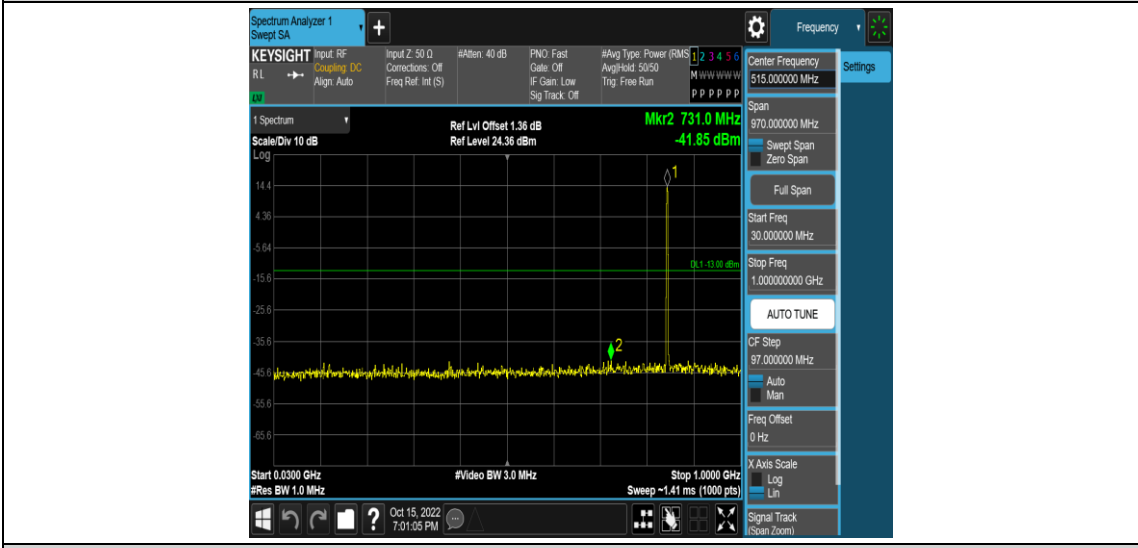 Spectrum Analyzer 1
Swept SA
+
Frequency
KEYSIGHT
RL
LXI
Input: RF
Coupling: DC
Align: Auto
Input Z: 50 Ω
Corrections: Off
Freq Ref: Int (S)
#Atten: 40 dB
PNO: Fast
Gate: Off
IF Gain: Low
Sig Track: Off
#Avg Type: Power (RMS
Avg|Hold: 50/50
Trig: Free Run
1 2 3 4 5 6
M W W W W W
P P P P P P
1 Spectrum
Scale/Div 10 dB
Log
Ref Lvl Offset 1.36 dB
Ref Level 24.36 dBm
Mkr2 731.0 MHz
-41.85 dBm
1
14.4
4.36
-5.64
DL1 -13.00 dBm
-15.6
-25.6
-35.6
2
-45.6
-55.6
-65.6
Start 0.0300 GHz
#Res BW 1.0 MHz
#Video BW 3.0 MHz
Stop 1.0000 GHz
Sweep ~1.41 ms (1000 pts)
?
Oct 15, 2022
7:01:05 PM
Center Frequency
515.000000 MHz
Settings
Span
970.000000 MHz
Swept Span
Zero Span
Full Span
Start Freq
30.000000 MHz
Stop Freq
1.000000000 GHz
AUTO TUNE
CF Step
97.000000 MHz
Auto
Man
Freq Offset
0 Hz
X Axis Scale
Log
Lin
Signal Track
(Span Zoom)